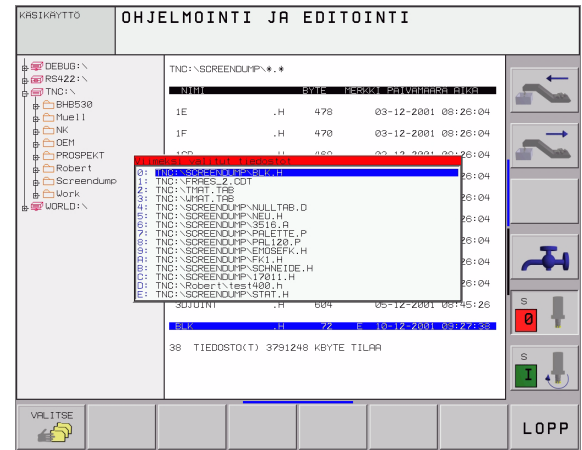 KÄSIKÄYTTÖ
OHJELMOINTI JA EDITOINTI
DEBUG:\
RS422:\
TNC:\
BHB530
Muell
NK
OEM
PROSPEKT
Robert
Screendump
Work
WORLD:\
TNC:\SCREENDUMP\*.*
NIMI BYTE MERKKI PAIVAMAARA AIKA
1E .H 478 03-12-2001 08:26:04
1F .H 470 03-12-2001 08:26:04
Viimeksi valitut tiedostot
0: TNC:\SCREENDUMP\BLK.H
1: TNC:\FRAES_2.CDT
2: TNC:\TMAT.TAB
3: TNC:\WMAT.TAB
4: TNC:\SCREENDUMP\NULLTAB.D
5: TNC:\SCREENDUMP\NEU.H
6: TNC:\SCREENDUMP\3516.A
7: TNC:\SCREENDUMP\PALETTE.P
8: TNC:\SCREENDUMP\PAL120.P
9: TNC:\SCREENDUMP\EMOSEFK.H
A: TNC:\SCREENDUMP\FK1.H
B: TNC:\SCREENDUMP\SCHNEIDE.H
C: TNC:\SCREENDUMP\17011.H
D: TNC:\Robert\test400.h
E: TNC:\SCREENDUMP\STAT.H
26:04
26:04
26:04
26:04
26:04
26:04
3DJOINT .H 604 05-12-2001 08:45:26
BLK .H 72 E 10-12-2001 09:27:38
38 TIEDOSTO(T) 3791248 KBYTE TILAA
S
0
S
I
VALITSE
LOPP